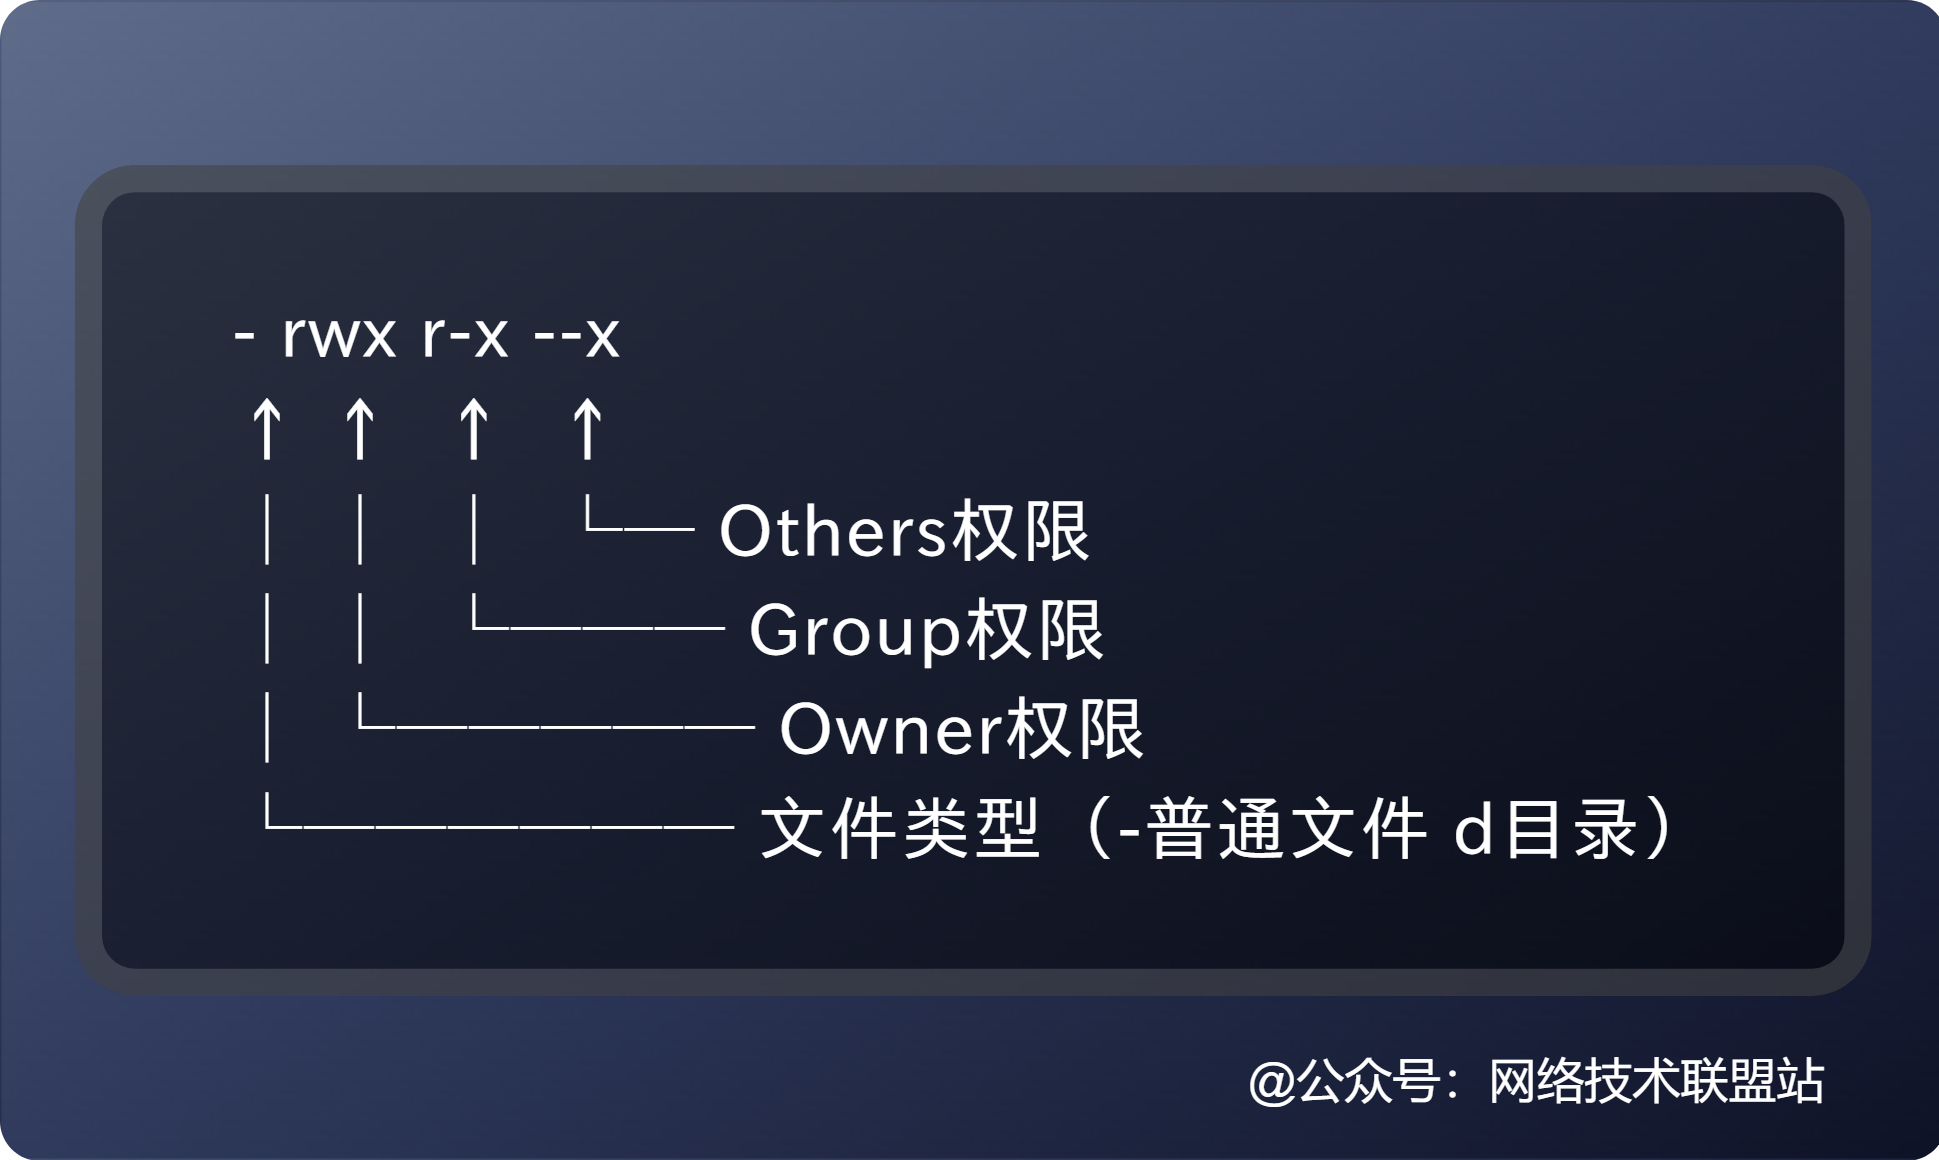 - rwx r-x --x
↑ ↑ ↑ ↑
│ │ │ └── Others权限
│ │ └──── Group权限
│ └────── Owner权限
└─────── 文件类型（-普通文件 d目录）
@公众号：网络技术联盟站